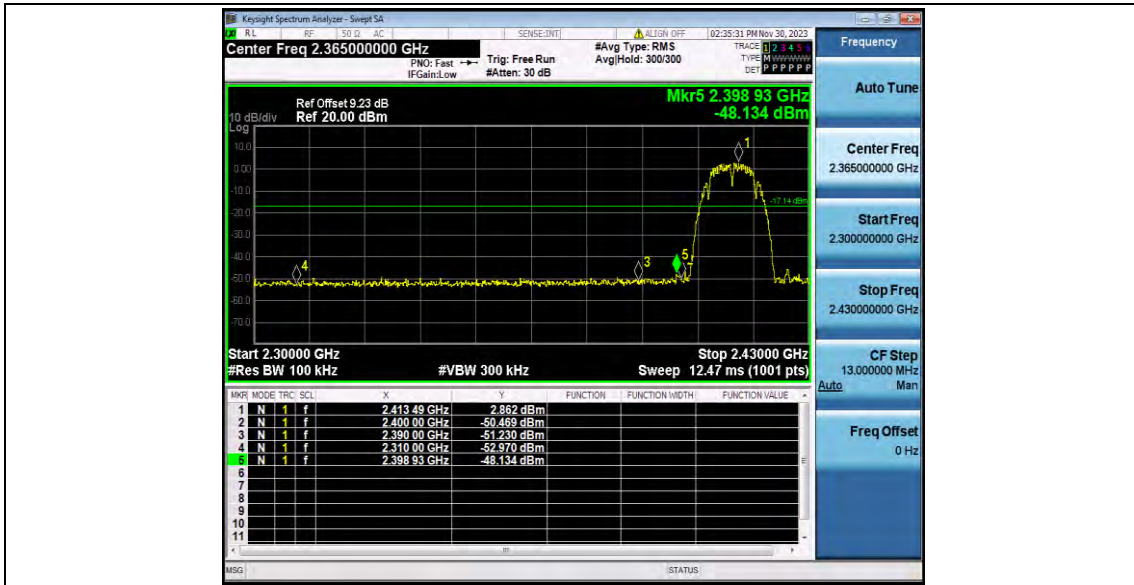 Keysight Spectrum Analyzer - Swept SA
RL RF 50 Ω AC SENSE:INT ALIGN OFF 02:35:31 PM Nov 30, 2023
Center Freq 2.365000000 GHz
PNO: Fast
IFGain:Low
Trig: Free Run
#Atten: 30 dB
#Avg Type: RMS
Avg|Hold: 300/300
TRACE 1 2 3 4 5 6
TYPE M
DET P P P P P P
Frequency
Auto Tune
Center Freq
2.365000000 GHz
Start Freq
2.300000000 GHz
Stop Freq
2.430000000 GHz
CF Step
13.000000 MHz
Auto Man
Freq Offset
0 Hz
Mkr5 2.398 93 GHz
-48.134 dBm
Ref Offset 9.23 dB
10 dB/div Ref 20.00 dBm
Log
10.0
0.00
-10.0
-20.0
-30.0
-40.0
-50.0
-60.0
-70.0
-17.14 dBm
1
3
4
5
Start 2.30000 GHz Stop 2.43000 GHz
#Res BW 100 kHz #VBW 300 kHz Sweep 12.47 ms (1001 pts)
MKR MODE TRC SCL X Y FUNCTION FUNCTION WIDTH FUNCTION VALUE
1 N 1 f 2.413 49 GHz 2.862 dBm
2 N 1 f 2.400 00 GHz -50.469 dBm
3 N 1 f 2.390 00 GHz -51.230 dBm
4 N 1 f 2.310 00 GHz -52.970 dBm
5 N 1 f 2.398 93 GHz -48.134 dBm
6
7
8
9
10
11
MSG STATUS